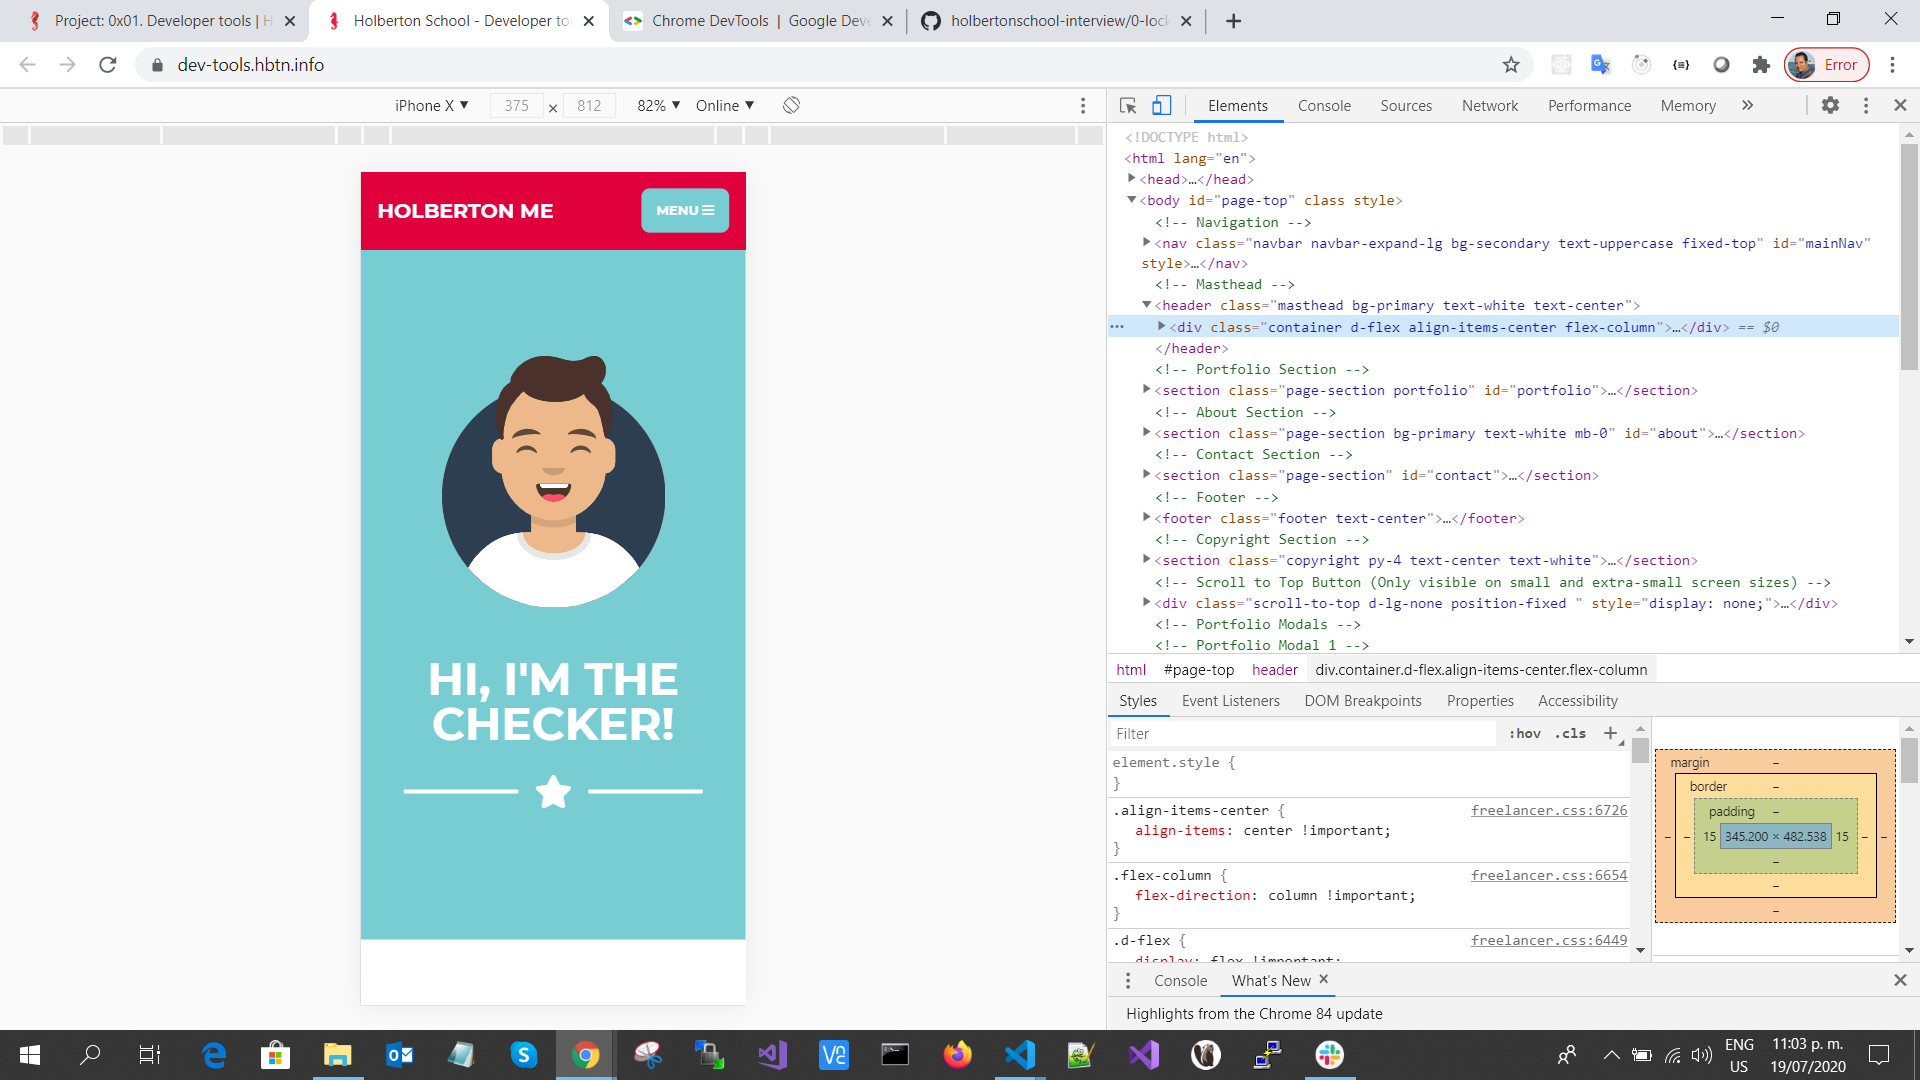 Project: 0x01. Developer tools | H
Holberton School - Developer to
Chrome DevTools | Google Deve
holbertonschool-interview/0-lock
dev-tools.hbtn.info
Error
iPhone X ▼ 375 × 812 82% ▼ Online ▼
Elements Console Sources Network Performance Memory »
HOLBERTON ME
MENU
HI, I'M THE
CHECKER!
<!DOCTYPE html>
<html lang="en">
<head>…</head>
<body id="page-top" class style>
<!-- Navigation -->
<nav class="navbar navbar-expand-lg bg-secondary text-uppercase fixed-top" id="mainNav"
style>…</nav>
<!-- Masthead -->
<header class="masthead bg-primary text-white text-center">
<div class="container d-flex align-items-center flex-column">…</div> == $0
</header>
<!-- Portfolio Section -->
<section class="page-section portfolio" id="portfolio">…</section>
<!-- About Section -->
<section class="page-section bg-primary text-white mb-0" id="about">…</section>
<!-- Contact Section -->
<section class="page-section" id="contact">…</section>
<!-- Footer -->
<footer class="footer text-center">…</footer>
<!-- Copyright Section -->
<section class="copyright py-4 text-center text-white">…</section>
<!-- Scroll to Top Button (Only visible on small and extra-small screen sizes) -->
<div class="scroll-to-top d-lg-none position-fixed " style="display: none;">…</div>
<!-- Portfolio Modals -->
<!-- Portfolio Modal 1 -->
html #page-top header div.container.d-flex.align-items-center.flex-column
Styles Event Listeners DOM Breakpoints Properties Accessibility
Filter :hov .cls +
element.style {
}
.align-items-center { freelancer.css:6726
align-items: center !important;
}
.flex-column { freelancer.css:6654
flex-direction: column !important;
}
.d-flex { freelancer.css:6449
display: flex !important;
margin –
border –
padding –
– – 15 345.200 × 482.538 15 – –
–
–
–
Console What's New
Highlights from the Chrome 84 update
ENG
US
11:03 p. m.
19/07/2020